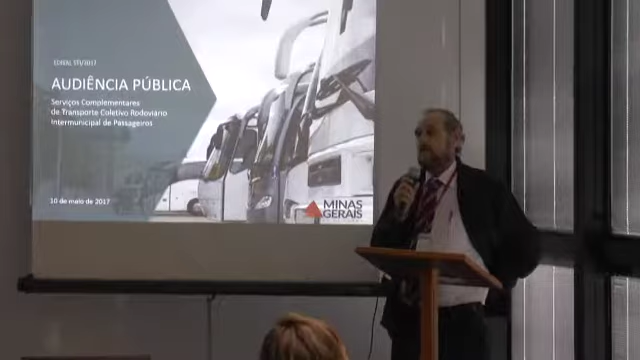 AUDIÊNCIA PÚBLICA
Serviços Complementares
de Transporte Coletivo Rodoviário
Intermunicipal de Passageiros
10 de maio de 2017
MINAS
GERAIS